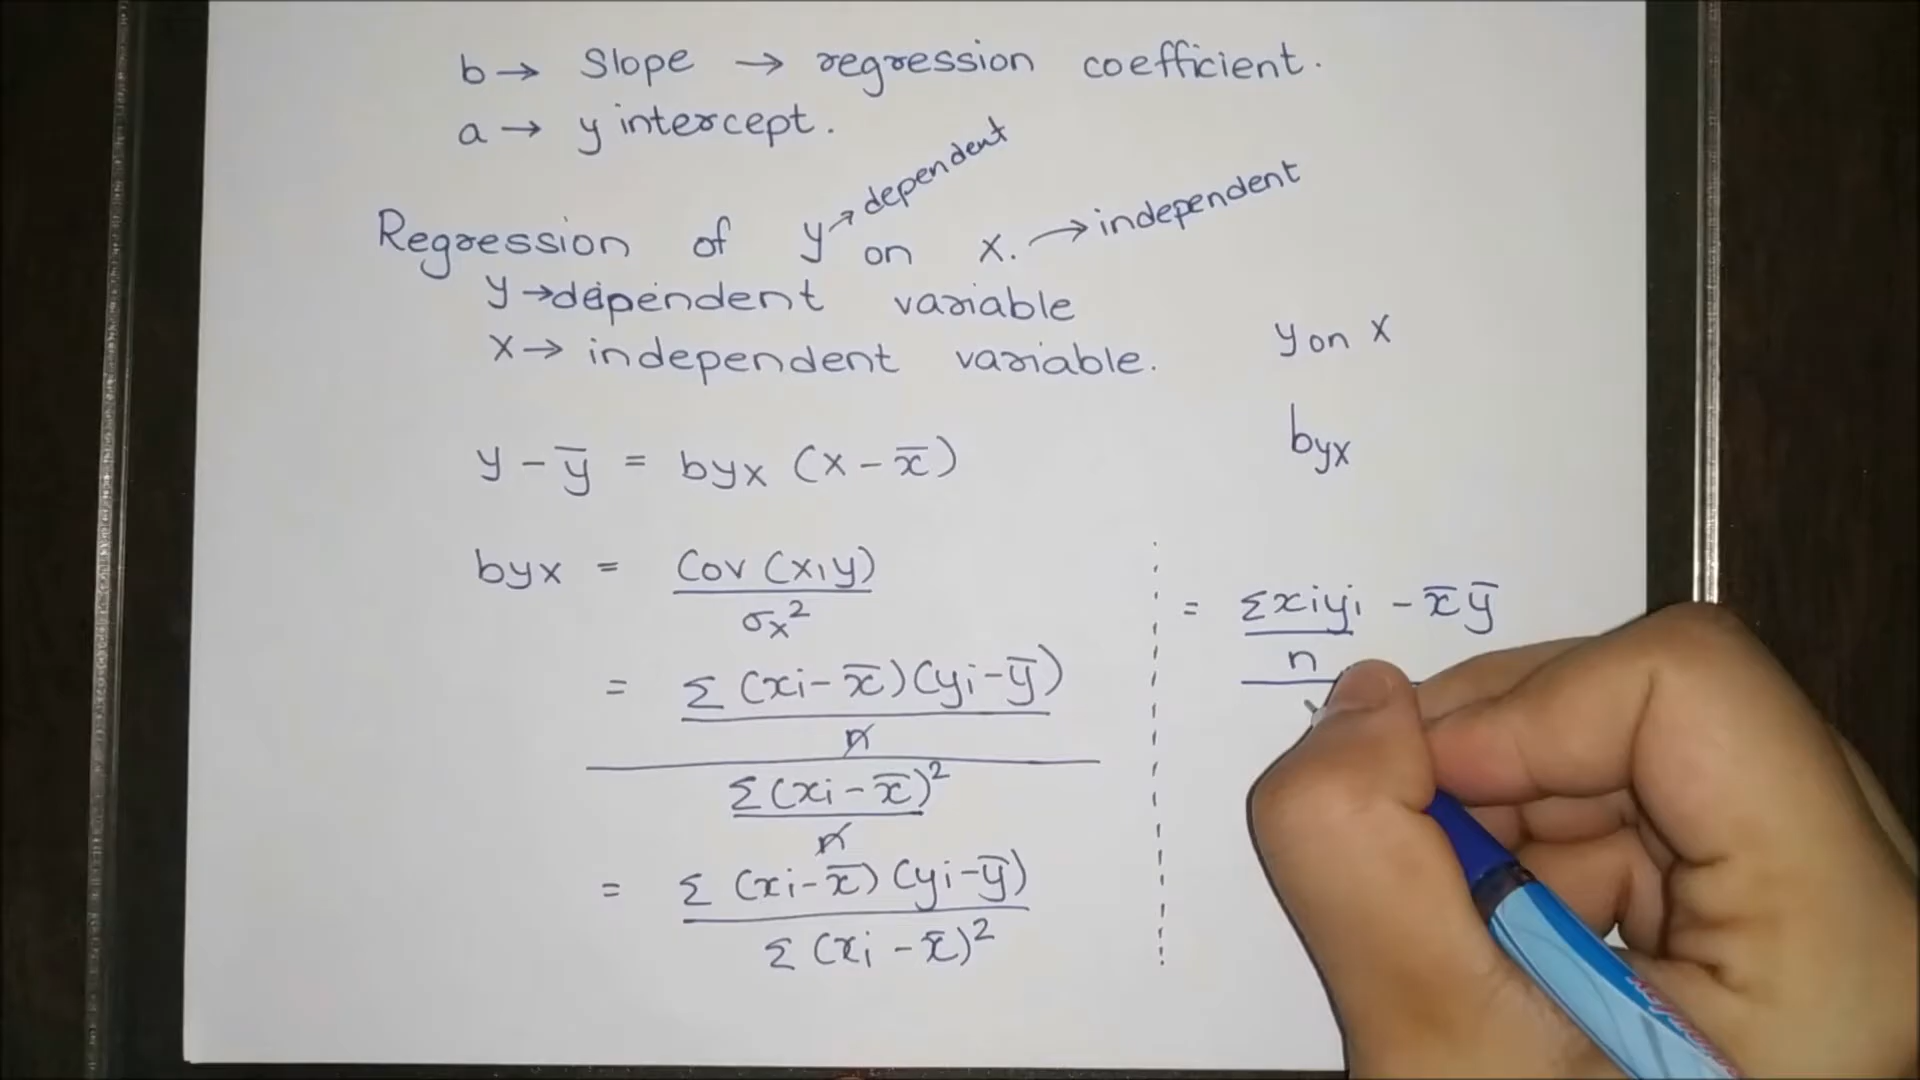 b → Slope → regression coefficient.
a → y intercept.
Regression of y → dependent on x. → independent
y → dependent variable
x → independent variable.
y on x
byx
y - ȳ = byx (x - x̄)
byx = Cov (x,y)
σx²
= Σ (xi - x̄) (yi - ȳ)
n
Σ (xi - x̄)²
n
= Σ (xi - x̄) (yi - ȳ)
Σ (xi - x̄)²
= Σxiyi - x̄ȳ
n